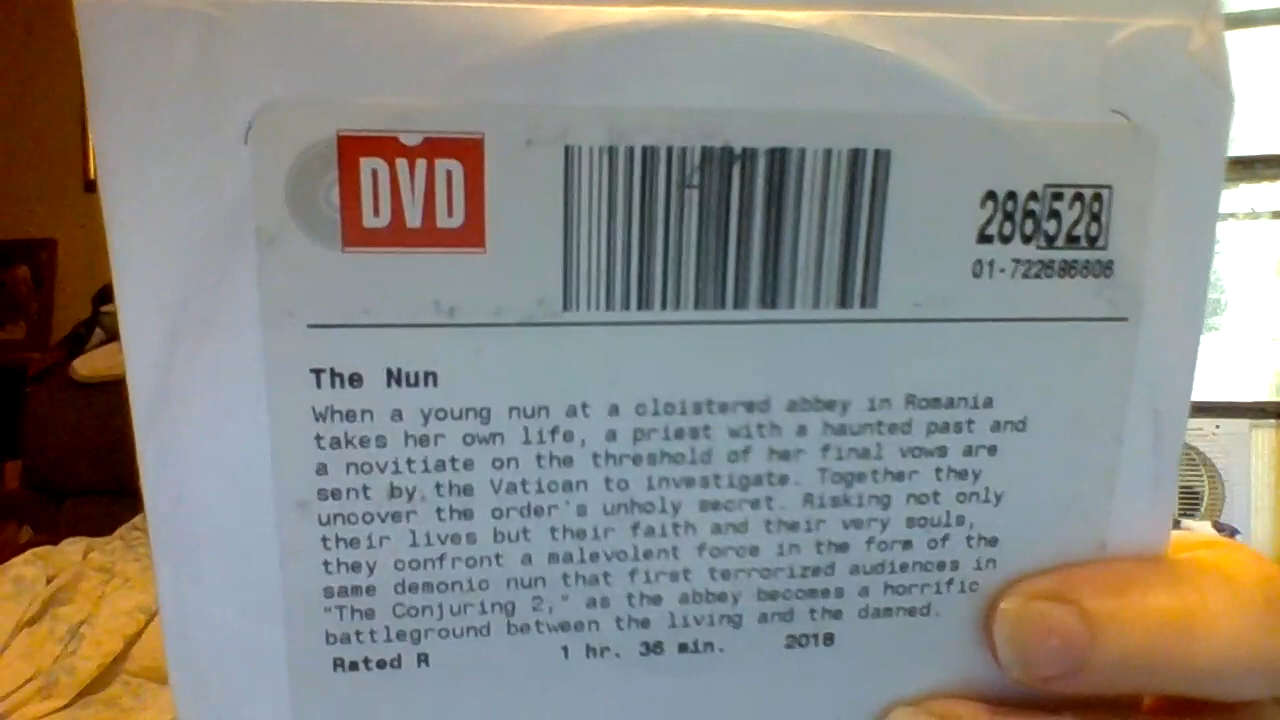 DVD
286528
01-722686606
The Nun
When a young nun at a cloistered abbey in Romania
takes her own life, a priest with a haunted past and
a novitiate on the threshold of her final vows are
sent by the Vatican to investigate. Together they
uncover the order's unholy secret. Risking not only
their lives but their faith and their very souls,
they confront a malevolent force in the form of the
same demonic nun that first terrorized audiences in
"The Conjuring 2," as the abbey becomes a horrific
battleground between the living and the damned.
Rated R 1 hr. 36 min. 2018